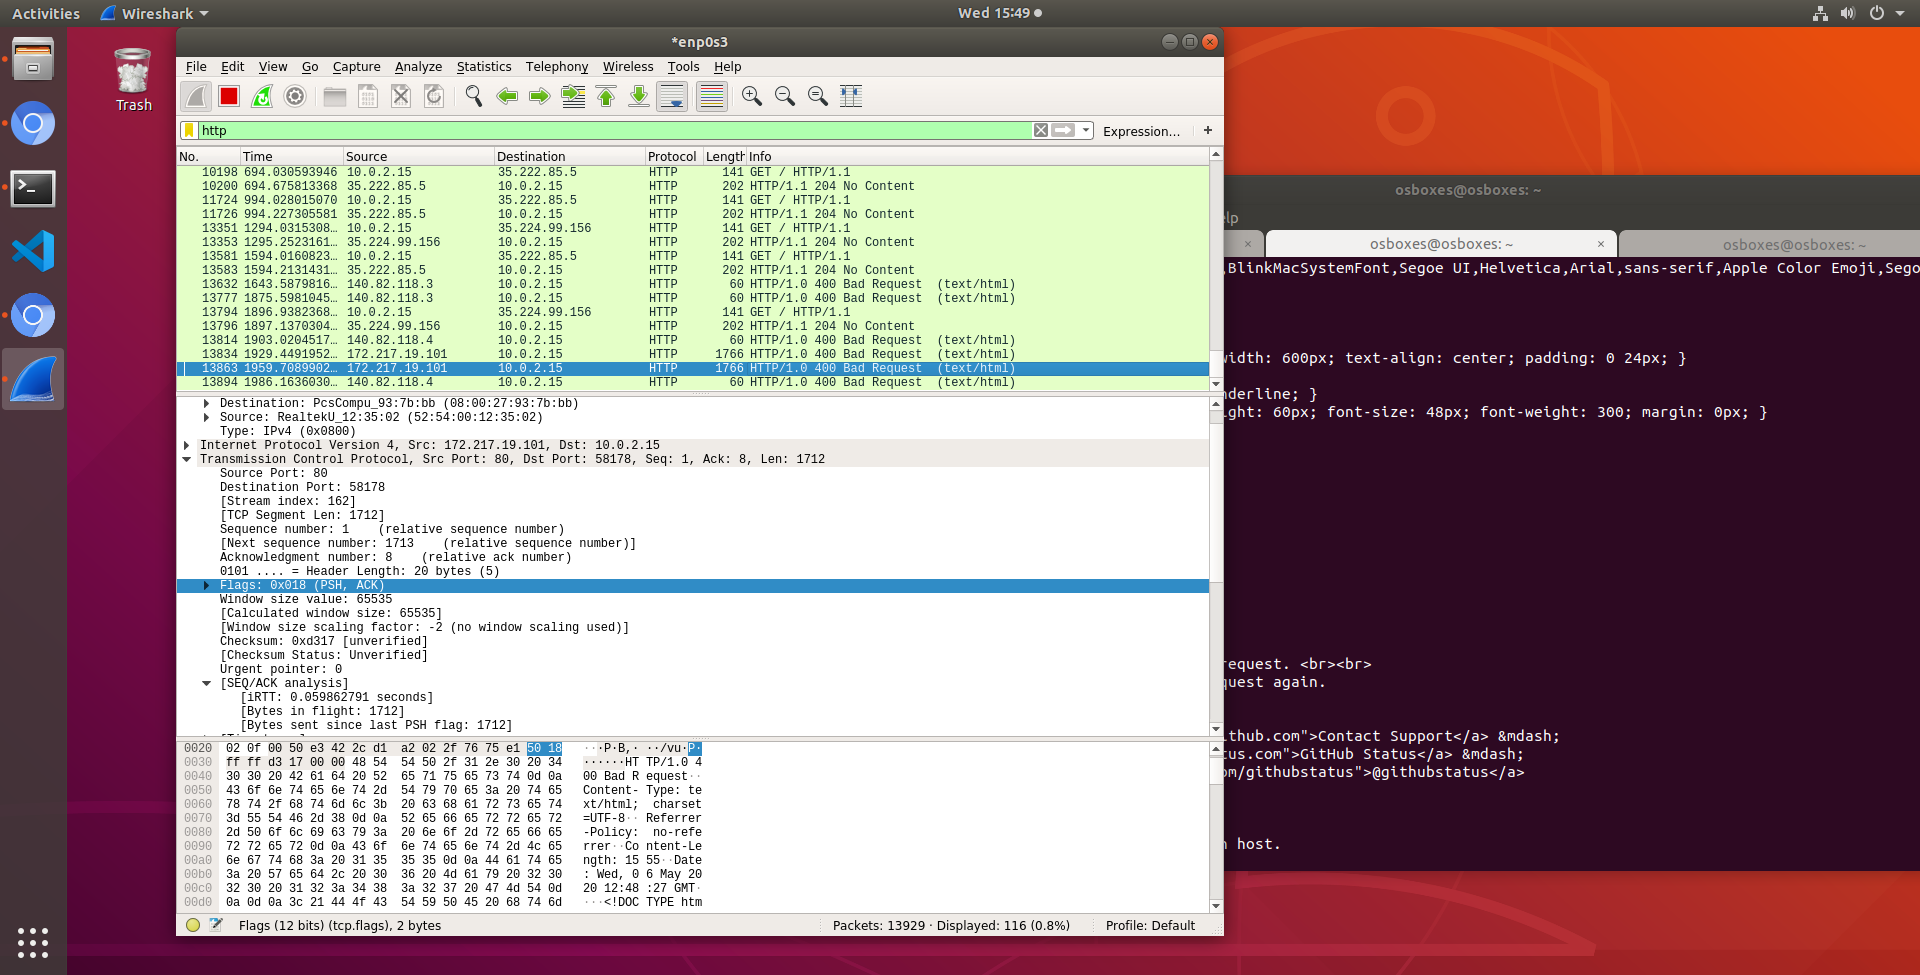 Activities
Wireshark
Wed 15:49
Trash
*enp0s3
File Edit View Go Capture Analyze Statistics Telephony Wireless Tools Help
http
Expression… +
No. Time Source Destination Protocol Length Info
10198 694.030593946 10.0.2.15 35.222.85.5 HTTP 141 GET / HTTP/1.1
10200 694.675813368 35.222.85.5 10.0.2.15 HTTP 202 HTTP/1.1 204 No Content
11724 994.028015070 10.0.2.15 35.222.85.5 HTTP 141 GET / HTTP/1.1
11726 994.227305581 35.222.85.5 10.0.2.15 HTTP 202 HTTP/1.1 204 No Content
13351 1294.0315308… 10.0.2.15 35.224.99.156 HTTP 141 GET / HTTP/1.1
13353 1295.2523161… 35.224.99.156 10.0.2.15 HTTP 202 HTTP/1.1 204 No Content
13581 1594.0160823… 10.0.2.15 35.222.85.5 HTTP 141 GET / HTTP/1.1
13583 1594.2131431… 35.222.85.5 10.0.2.15 HTTP 202 HTTP/1.1 204 No Content
13632 1643.5879816… 140.82.118.3 10.0.2.15 HTTP 60 HTTP/1.0 400 Bad Request (text/html)
13777 1875.5981045… 140.82.118.3 10.0.2.15 HTTP 60 HTTP/1.0 400 Bad Request (text/html)
13794 1896.9382368… 10.0.2.15 35.224.99.156 HTTP 141 GET / HTTP/1.1
13796 1897.1370304… 35.224.99.156 10.0.2.15 HTTP 202 HTTP/1.1 204 No Content
13814 1903.0204517… 140.82.118.4 10.0.2.15 HTTP 60 HTTP/1.0 400 Bad Request (text/html)
13834 1929.4491952… 172.217.19.101 10.0.2.15 HTTP 1766 HTTP/1.0 400 Bad Request (text/html)
13863 1959.7089902… 172.217.19.101 10.0.2.15 HTTP 1766 HTTP/1.0 400 Bad Request (text/html)
13894 1986.1636030… 140.82.118.4 10.0.2.15 HTTP 60 HTTP/1.0 400 Bad Request (text/html)
Destination: PcsCompu_93:7b:bb (08:00:27:93:7b:bb)
Source: RealtekU_12:35:02 (52:54:00:12:35:02)
Type: IPv4 (0x0800)
Internet Protocol Version 4, Src: 172.217.19.101, Dst: 10.0.2.15
Transmission Control Protocol, Src Port: 80, Dst Port: 58178, Seq: 1, Ack: 8, Len: 1712
Source Port: 80
Destination Port: 58178
[Stream index: 162]
[TCP Segment Len: 1712]
Sequence number: 1 (relative sequence number)
[Next sequence number: 1713 (relative sequence number)]
Acknowledgment number: 8 (relative ack number)
0101 .... = Header Length: 20 bytes (5)
Flags: 0x018 (PSH, ACK)
Window size value: 65535
[Calculated window size: 65535]
[Window size scaling factor: -2 (no window scaling used)]
Checksum: 0xd317 [unverified]
[Checksum Status: Unverified]
Urgent pointer: 0
[SEQ/ACK analysis]
[iRTT: 0.059862791 seconds]
[Bytes in flight: 1712]
[Bytes sent since last PSH flag: 1712]
0020 02 0f 00 50 e3 42 2c d1 a2 02 2f 76 75 e1 50 18 ···P·B,· ··/vu·P·
0030 ff ff d3 17 00 00 48 54 54 50 2f 31 2e 30 20 34 ······HT TP/1.0 4
0040 30 30 20 42 61 64 20 52 65 71 75 65 73 74 0d 0a 00 Bad R equest··
0050 43 6f 6e 74 65 6e 74 2d 54 79 70 65 3a 20 74 65 Content- Type: te
0060 78 74 2f 68 74 6d 6c 3b 20 63 68 61 72 73 65 74 xt/html; charset
0070 3d 55 54 46 2d 38 0d 0a 52 65 66 65 72 72 65 72 =UTF-8·· Referrer
0080 2d 50 6f 6c 69 63 79 3a 20 6e 6f 2d 72 65 66 65 -Policy: no-refe
0090 72 72 65 72 0d 0a 43 6f 6e 74 65 6e 74 2d 4c 65 rrer··Co ntent-Le
00a0 6e 67 74 68 3a 20 31 35 35 35 0d 0a 44 61 74 65 ngth: 15 55··Date
00b0 3a 20 57 65 64 2c 20 30 36 20 4d 61 79 20 32 30 : Wed, 0 6 May 20
00c0 32 30 20 31 32 3a 34 38 3a 32 37 20 47 4d 54 0d 20 12:48 :27 GMT·
00d0 0a 0d 0a 3c 21 44 4f 43 54 59 50 45 20 68 74 6d ···<!DOC TYPE htm
Flags (12 bits) (tcp.flags), 2 bytes
Packets: 13929 · Displayed: 116 (0.8%)
Profile: Default
osboxes@osboxes: ~
elp
× osboxes@osboxes: ~ × osboxes@osboxes: ~
,BlinkMacSystemFont,Segoe UI,Helvetica,Arial,sans-serif,Apple Color Emoji,Sego
width: 600px; text-align: center; padding: 0 24px; }
nderline; }
ight: 60px; font-size: 48px; font-weight: 300; margin: 0px; }
request. <br><br>
quest again.
ithub.com">Contact Support</a> &mdash;
tus.com">GitHub Status</a> &mdash;
om/githubstatus">@githubstatus</a>
n host.